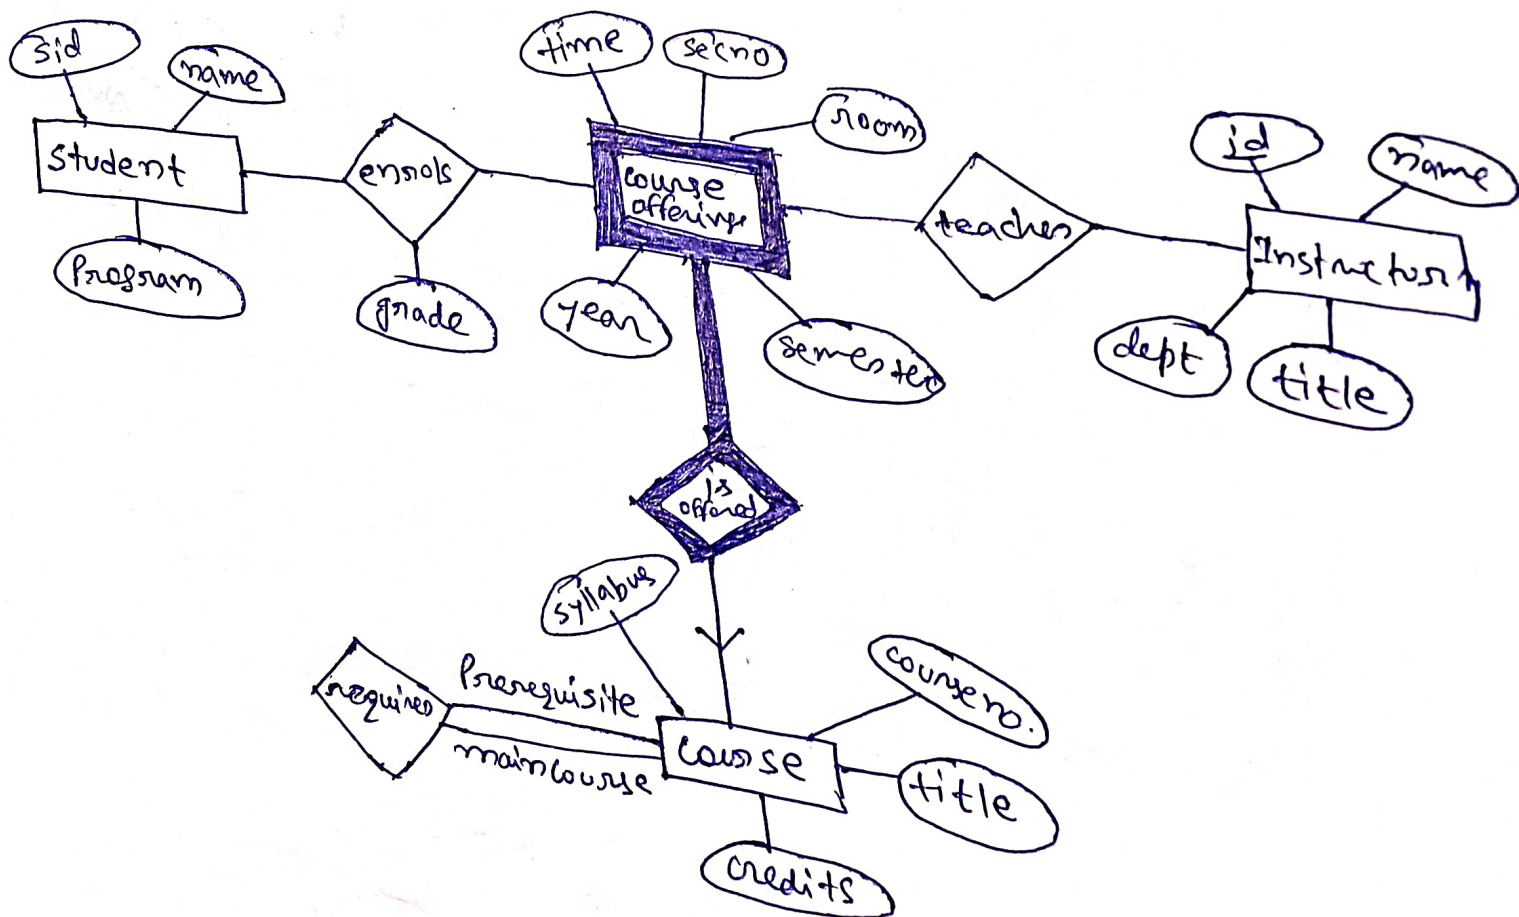 sid
name
student
Program
enrols
grade
time
secno
room
course
offerings
year
semester
teaches
id
name
Instructor
dept
title
is
offered
syllabus
requires
Prerequisite
maincourse
course
courseno.
title
credits